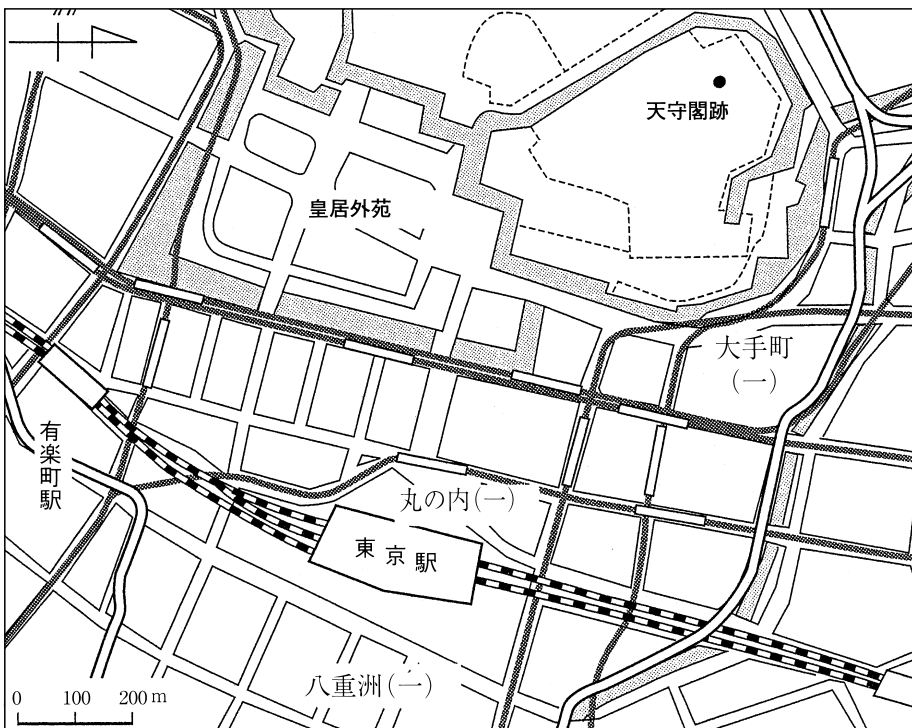 天守閣跡
皇居外苑
大手町
(一)
有楽町駅
丸の内(一)
東京駅
八重洲(一)
0 100 200 m